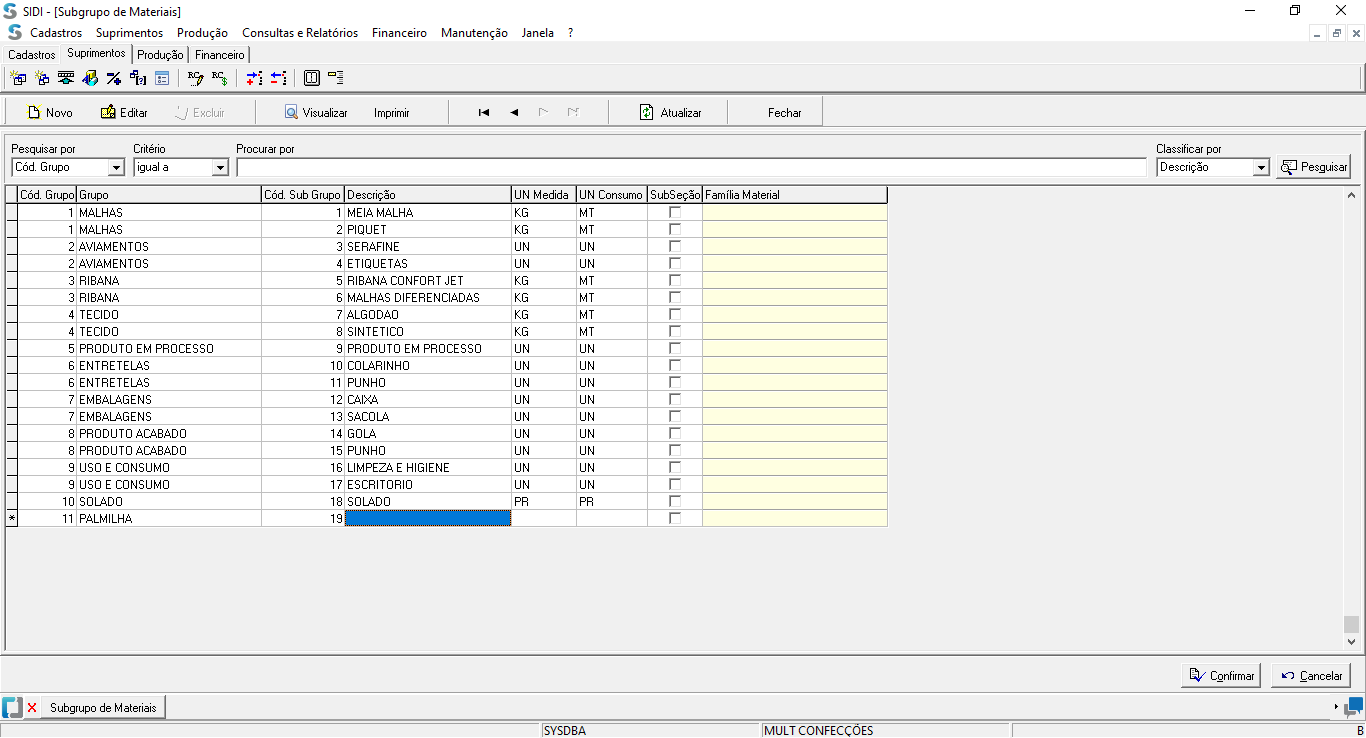 SIDI - [Subgrupo de Materiais]
Cadastros Suprimentos Produção Consultas e Relatórios Financeiro Manutenção Janela ?
Cadastros Suprimentos Produção Financeiro
Novo Editar Excluir Visualizar Imprimir Atualizar Fechar
Pesquisar por Critério Procurar por Classificar por
Cód. Grupo igual a Descrição Pesquisar
Cód. Grupo Grupo Cód. Sub Grupo Descrição UN Medida UN Consumo SubSeção Família Material
1 MALHAS 1 MEIA MALHA KG MT
1 MALHAS 2 PIQUET KG MT
2 AVIAMENTOS 3 SERAFINE UN UN
2 AVIAMENTOS 4 ETIQUETAS UN UN
3 RIBANA 5 RIBANA CONFORT JET KG MT
3 RIBANA 6 MALHAS DIFERENCIADAS KG MT
4 TECIDO 7 ALGODAO KG MT
4 TECIDO 8 SINTETICO KG MT
5 PRODUTO EM PROCESSO 9 PRODUTO EM PROCESSO UN UN
6 ENTRETELAS 10 COLARINHO UN UN
6 ENTRETELAS 11 PUNHO UN UN
7 EMBALAGENS 12 CAIXA UN UN
7 EMBALAGENS 13 SACOLA UN UN
8 PRODUTO ACABADO 14 GOLA UN UN
8 PRODUTO ACABADO 15 PUNHO UN UN
9 USO E CONSUMO 16 LIMPEZA E HIGIENE UN UN
9 USO E CONSUMO 17 ESCRITORIO UN UN
10 SOLADO 18 SOLADO PR PR
* 11 PALMILHA 19
Confirmar Cancelar
Subgrupo de Materiais
SYSDBA MULT CONFECÇÕES B